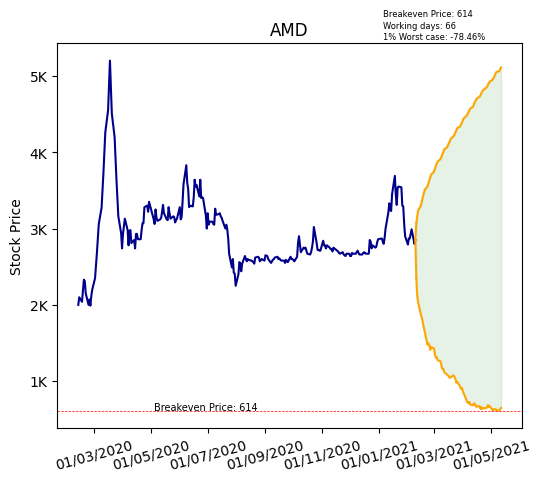 Breakeven Price: 614
Working days: 66
1% Worst case: -78.46%
AMD
5K
4K
3K
2K
1K
Stock Price
Breakeven Price: 614
01/03/2020
01/05/2020
01/07/2020
01/09/2020
01/11/2020
01/01/2021
01/03/2021
01/05/2021